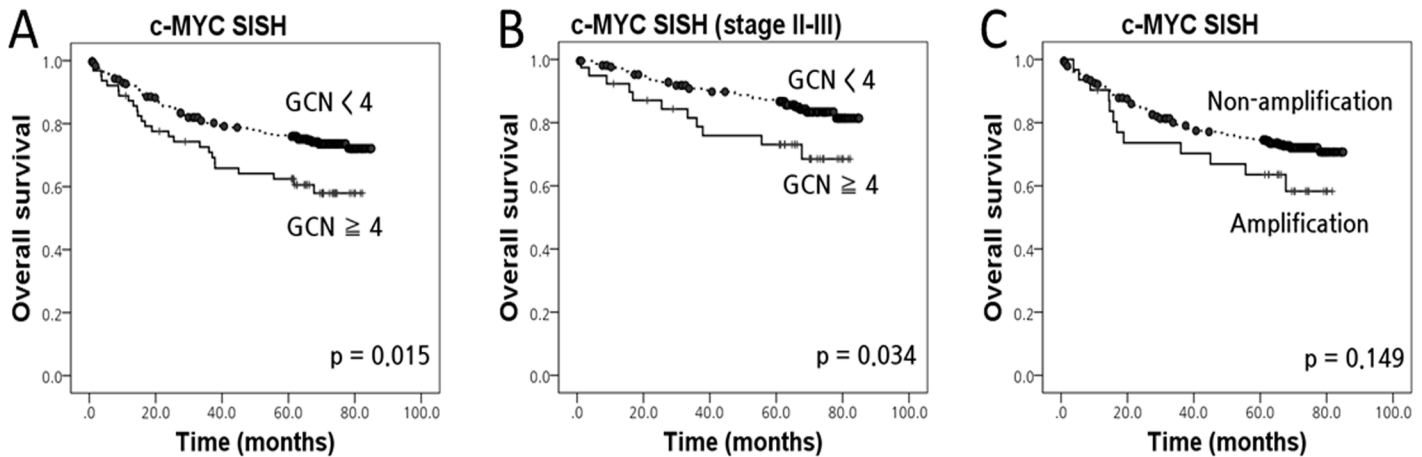 A
c-MYC SISH
Overall survival
1.0
0.8
0.6
0.4
0.2
0.0
GCN < 4
GCN ≧ 4
p = 0.015
.0 20.0 40.0 60.0 80.0 100.0
Time (months)
B
c-MYC SISH (stage II-III)
Overall survival
1.0
0.8
0.6
0.4
0.2
0.0
GCN < 4
GCN ≧ 4
p = 0.034
.0 20.0 40.0 60.0 80.0 100.0
Time (months)
C
c-MYC SISH
Overall survival
1.0
0.8
0.6
0.4
0.2
0.0
Non-amplification
Amplification
p = 0.149
.0 20.0 40.0 60.0 80.0 100.0
Time (months)